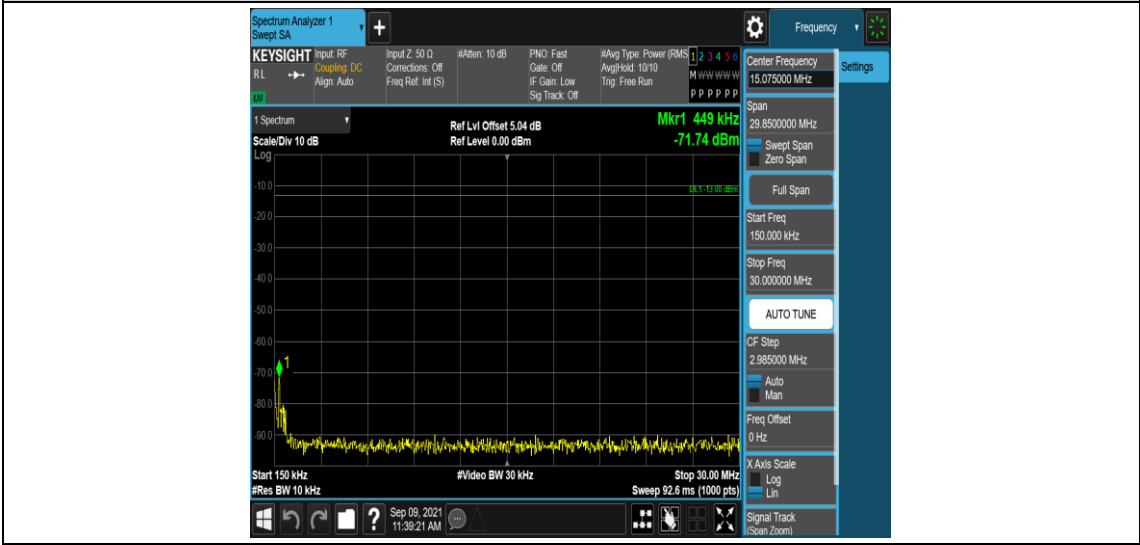 Spectrum Analyzer 1
Swept SA
+
Frequency
KEYSIGHT
RL
LNI
Input: RF
Coupling: DC
Align: Auto
Input Z: 50 Ω
Corrections: Off
Freq Ref: Int (S)
#Atten: 10 dB
PNO: Fast
Gate: Off
IF Gain: Low
Sig Track: Off
#Avg Type: Power (RMS
Avg|Hold: 10/10
Trig: Free Run
1 2 3 4 5 6
M W W W W W
P P P P P P
1 Spectrum
Scale/Div 10 dB
Log
Ref Lvl Offset 5.04 dB
Ref Level 0.00 dBm
Mkr1 449 kHz
-71.74 dBm
DL1 -13.00 dBm
-10.0
-20.0
-30.0
-40.0
-50.0
-60.0
-70.0
-80.0
-90.0
1
Start 150 kHz
#Res BW 10 kHz
#Video BW 30 kHz
Stop 30.00 MHz
Sweep 92.6 ms (1000 pts)
Center Frequency
15.075000 MHz
Settings
Span
29.8500000 MHz
Swept Span
Zero Span
Full Span
Start Freq
150.000 kHz
Stop Freq
30.000000 MHz
AUTO TUNE
CF Step
2.985000 MHz
Auto
Man
Freq Offset
0 Hz
X Axis Scale
Log
Lin
Signal Track
(Span Zoom)
?
Sep 09, 2021
11:39:21 AM